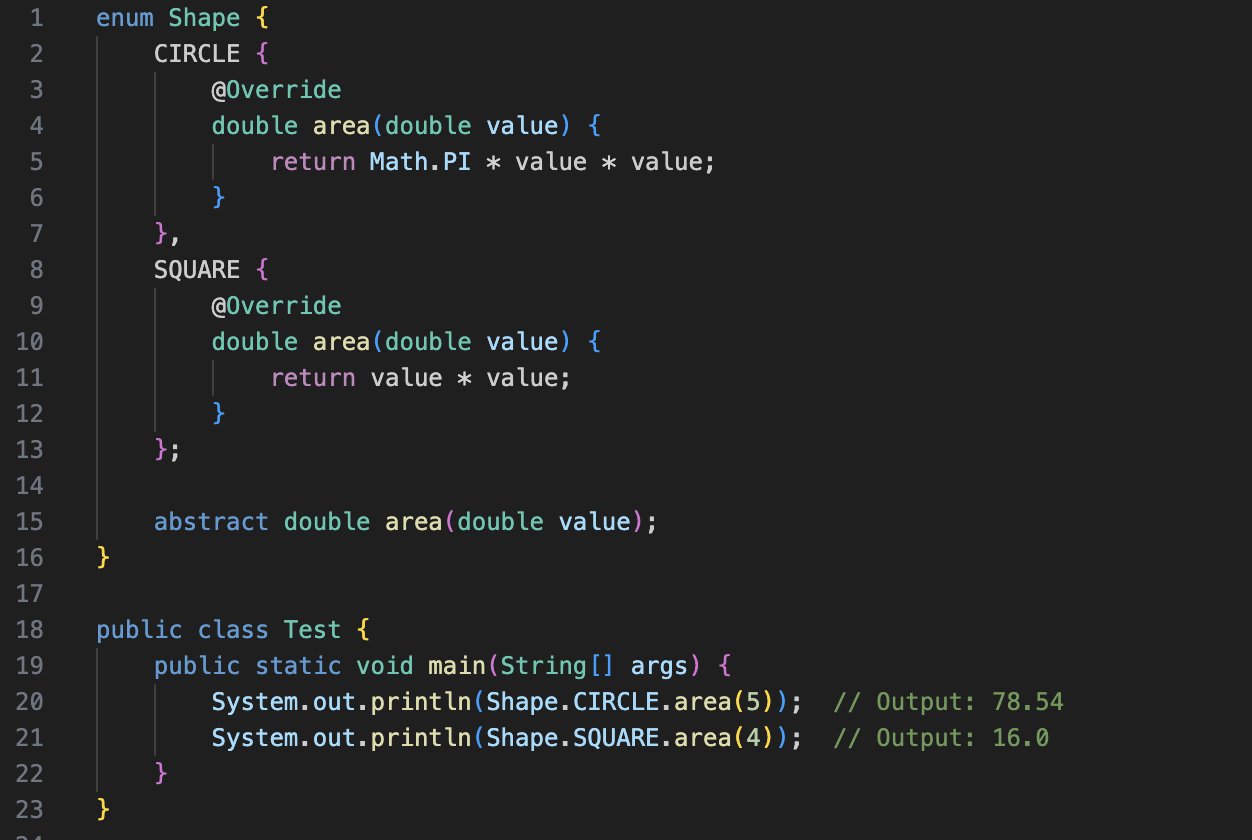 1 enum Shape {
2     CIRCLE {
3         @Override
4         double area(double value) {
5             return Math.PI * value * value;
6         }
7     },
8     SQUARE {
9         @Override
10         double area(double value) {
11             return value * value;
12         }
13     };
14
15     abstract double area(double value);
16 }
17
18 public class Test {
19     public static void main(String[] args) {
20         System.out.println(Shape.CIRCLE.area(5));  // Output: 78.54
21         System.out.println(Shape.SQUARE.area(4));  // Output: 16.0
22     }
23 }